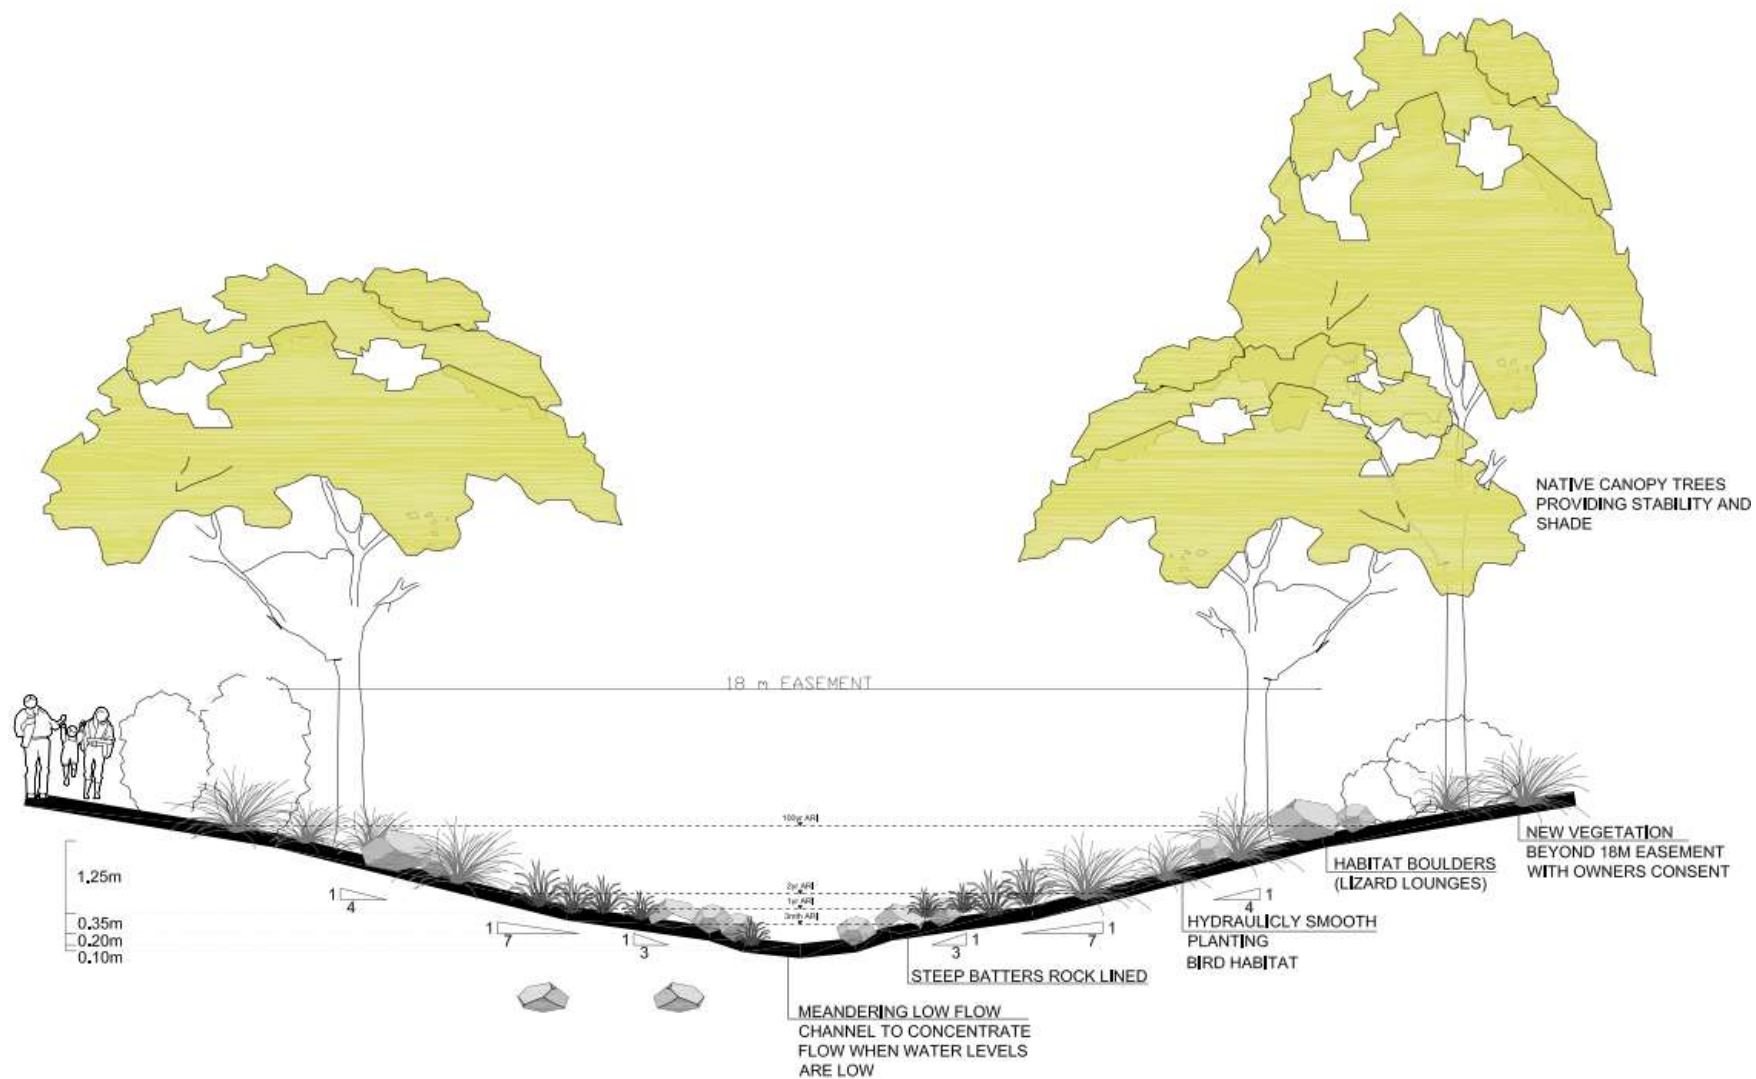 NATIVE CANOPY TREES
PROVIDING STABILITY AND
SHADE
18 m EASEMENT
100yr ARI
2yr ARI
1yr ARI
3mth ARI
1.25m
0.35m
0.20m
0.10m
1
4
1
7
1
3
1
3
1
7
1
4
NEW VEGETATION
BEYOND 18M EASEMENT
WITH OWNERS CONSENT
HABITAT BOULDERS
(LIZARD LOUNGES)
HYDRAULICLY SMOOTH
PLANTING
BIRD HABITAT
STEEP BATTERS ROCK LINED
MEANDERING LOW FLOW
CHANNEL TO CONCENTRATE
FLOW WHEN WATER LEVELS
ARE LOW